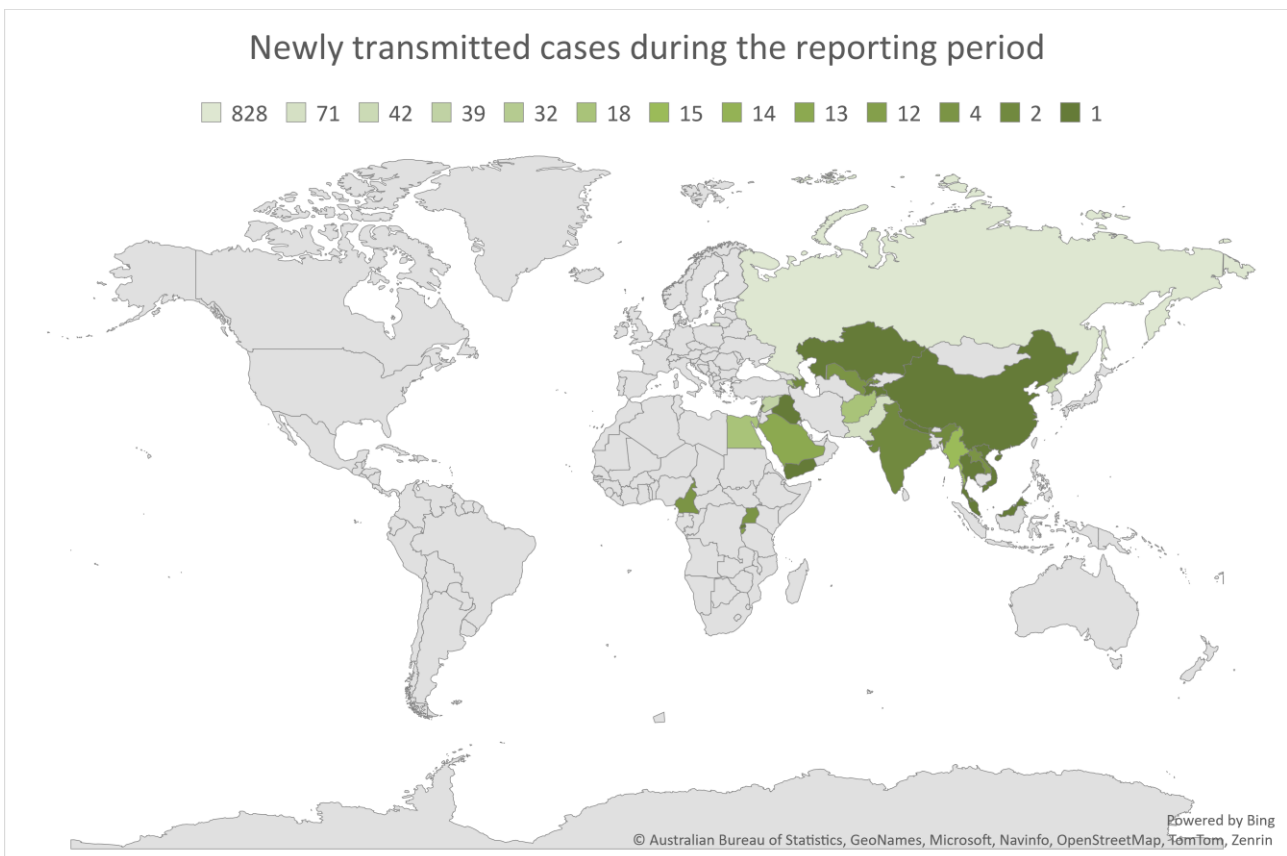 Newly transmitted cases during the reporting period
828 71 42 39 32 18 15 14 13 12 4 2 1
Powered by Bing
© Australian Bureau of Statistics, GeoNames, Microsoft, Navinfo, OpenStreetMap, TomTom, Zenrin